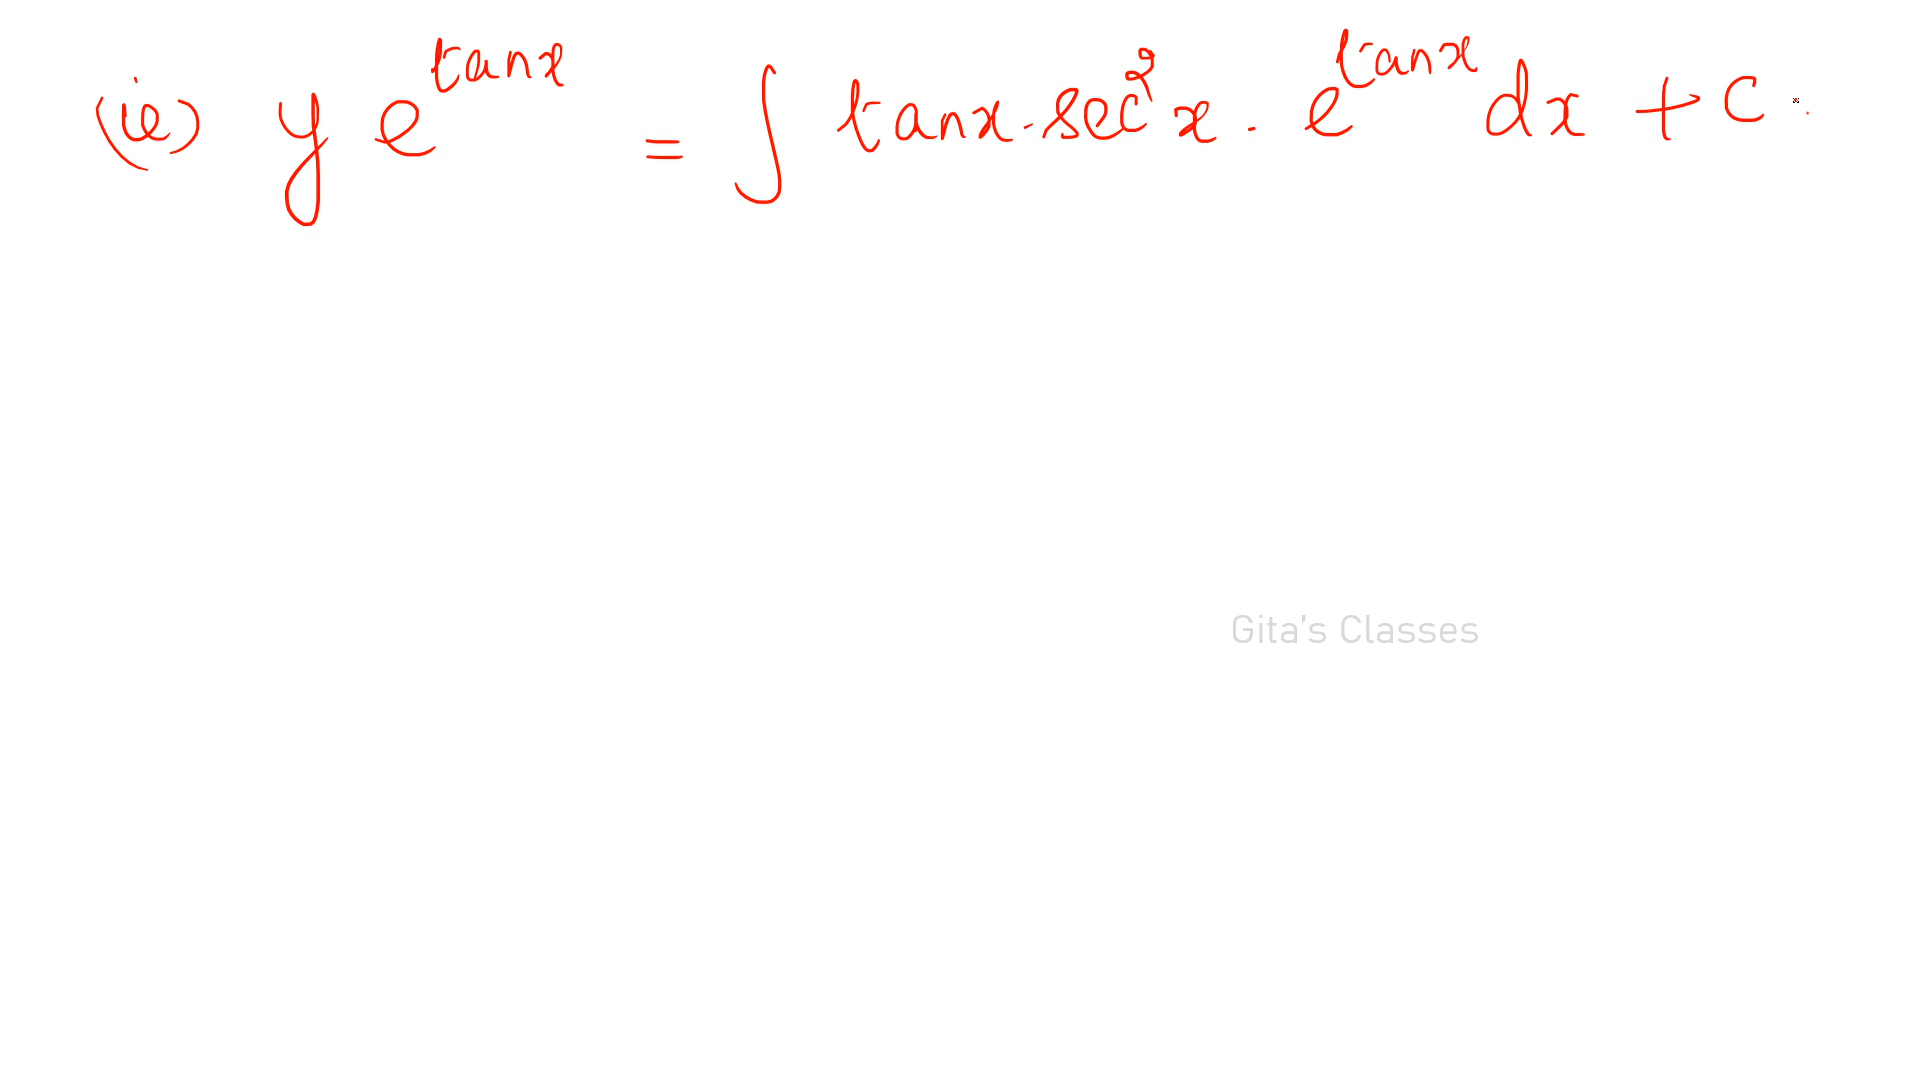 (ie) y e^{tanx} = ∫ tanx · sec²x · e^{tanx} dx + C .
Gita's Classes